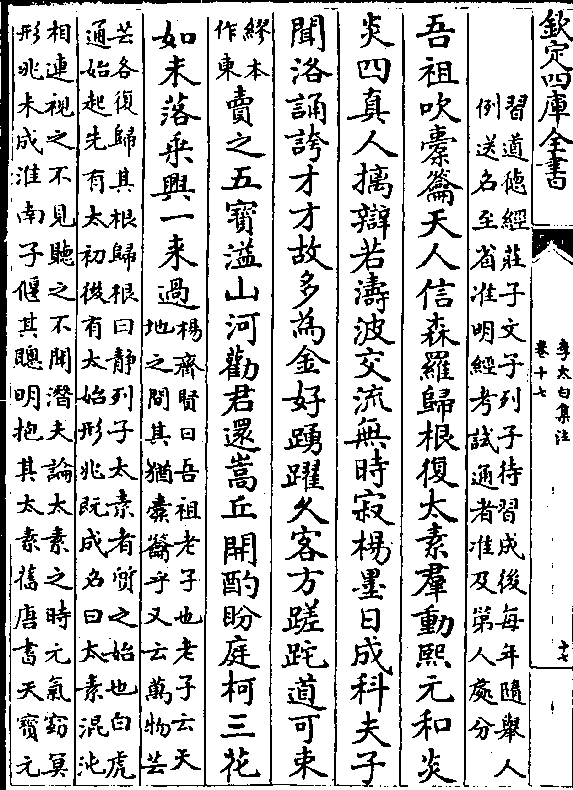 欽定四庫全書
李太白集注
卷十七
十七
習道德經莊子文子列子待習成後每年隨舉人
例送名至省准明經考試通者准及第人處分
吾祖吹橐籥天人信森羅歸根復太素羣動熙元和炎
炎四真人摛辯若濤波交流無時寂楊墨日成科夫子
聞洛誦誇才才故多為金好踴躍久客方蹉跎道可束
繆本
作東
賣之五寳溢山河勸君還嵩丘開酌盼庭柯三花
如未落乘興一来過
楊齊賢曰吾祖老子也老子云天
地之間其猶橐籥乎又云萬物芸
芸各復歸其根歸根曰静列子太素者質之始也白虎
通始起先有太初後有太始形兆既成名曰太素混沌
相連視之不見聽之不聞潛夫論太素之時元氣窈冥
形兆未成淮南子偃其聰明抱其太素舊唐書天寳元